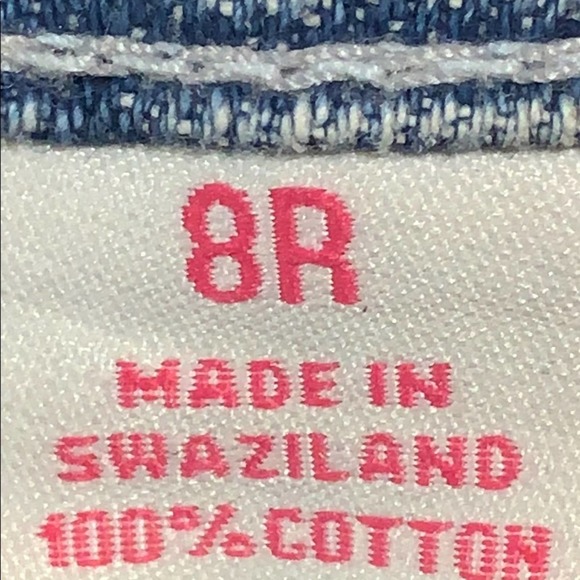 8R
MADE IN
SWAZILAND
100% COTTON